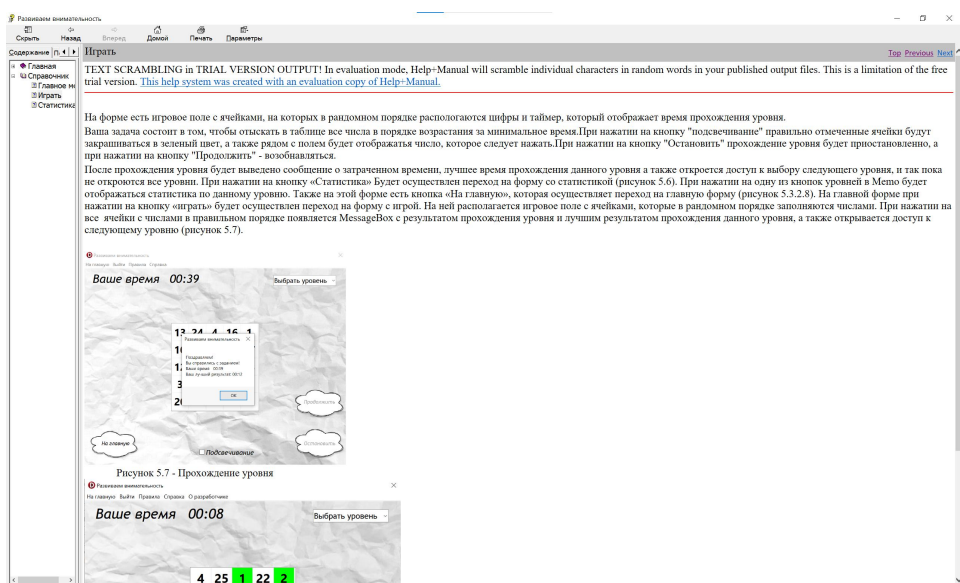 Развиваем внимательность
Скрыть Назад Вперед Домой Печать Параметры
Содержание
Играть
Top Previous Next
Главная
Справочник
Главное
Играть
Статистика
TEXT SCRAMBLING in TRIAL VERSION OUTPUT! In evaluation mode, Help+Manual will scramble individual characters in random words in your published output files. This is a limitation of the free
trial version. This help system was created with an evaluation copy of Help+Manual.
На форме есть игровое поле с ячейками, на которых в рандомном порядке распологаются цифры и таймер, который отображает время прохождения уровня.
Ваша задача состоит в том, чтобы отыскать в таблице все числа в порядке возрастания за минимальное время.При нажатии на кнопку "подсвечивание" правильно отмеченные ячейки будут
закрашиваться в зеленый цвет, а также рядом с полем будет отображатья число, которое следует нажать.При нажатии на кнопку "Остановить" прохождение уровня будет приостановленно, а
при нажатии на кнопку "Продолжить" - возобнавляться.
После прохождения уровня будет выведено сообщение о затраченном времени, лучшее время прохождения данного уровня а также откроется доступ к выбору следующего уровня, и так пока
не откроются все уровни. При нажатии на кнопку «Статистика» Будет осуществлен переход на форму со статистикой (рисунок 5.6). При нажатии на одну из кнопок уровней в Memo будет
отображаться статистика по данному уровню. Также на этой форме есть кнопка «На главную», которая осуществляет переход на главную форму (рисунок 5.3.2.8). На главной форме при
нажатии на кнопку «играть» будет осуществлен переход на форму с игрой. На ней располагается игровое поле с ячейками, которые в рандомном порядке заполняются числами. При нажатии на
все ячейки с числами в правильном порядке появляется MessageBox с результатом прохождения уровня и лучшим результатом прохождения данного уровня, а также открывается доступ к
следующему уровню (рисунок 5.7).
Развиваем внимательность
На главную Выйти Правила Справка
Ваше время 00:39
Выбрать уровень
13 24 4 16 1
Развиваем внимательность
Поздравляем!
Вы справились с заданием!
Ваше время 00:39
Ваш лучший результат 00:12
OK
Продолжить
На главную
Остановить
Подсвечивание
Рисунок 5.7 - Прохождение уровня
Развиваем внимательность
На главную Выйти Правила Справка О разработчике
Ваше время 00:08
Выбрать уровень
4 25 1 22 2